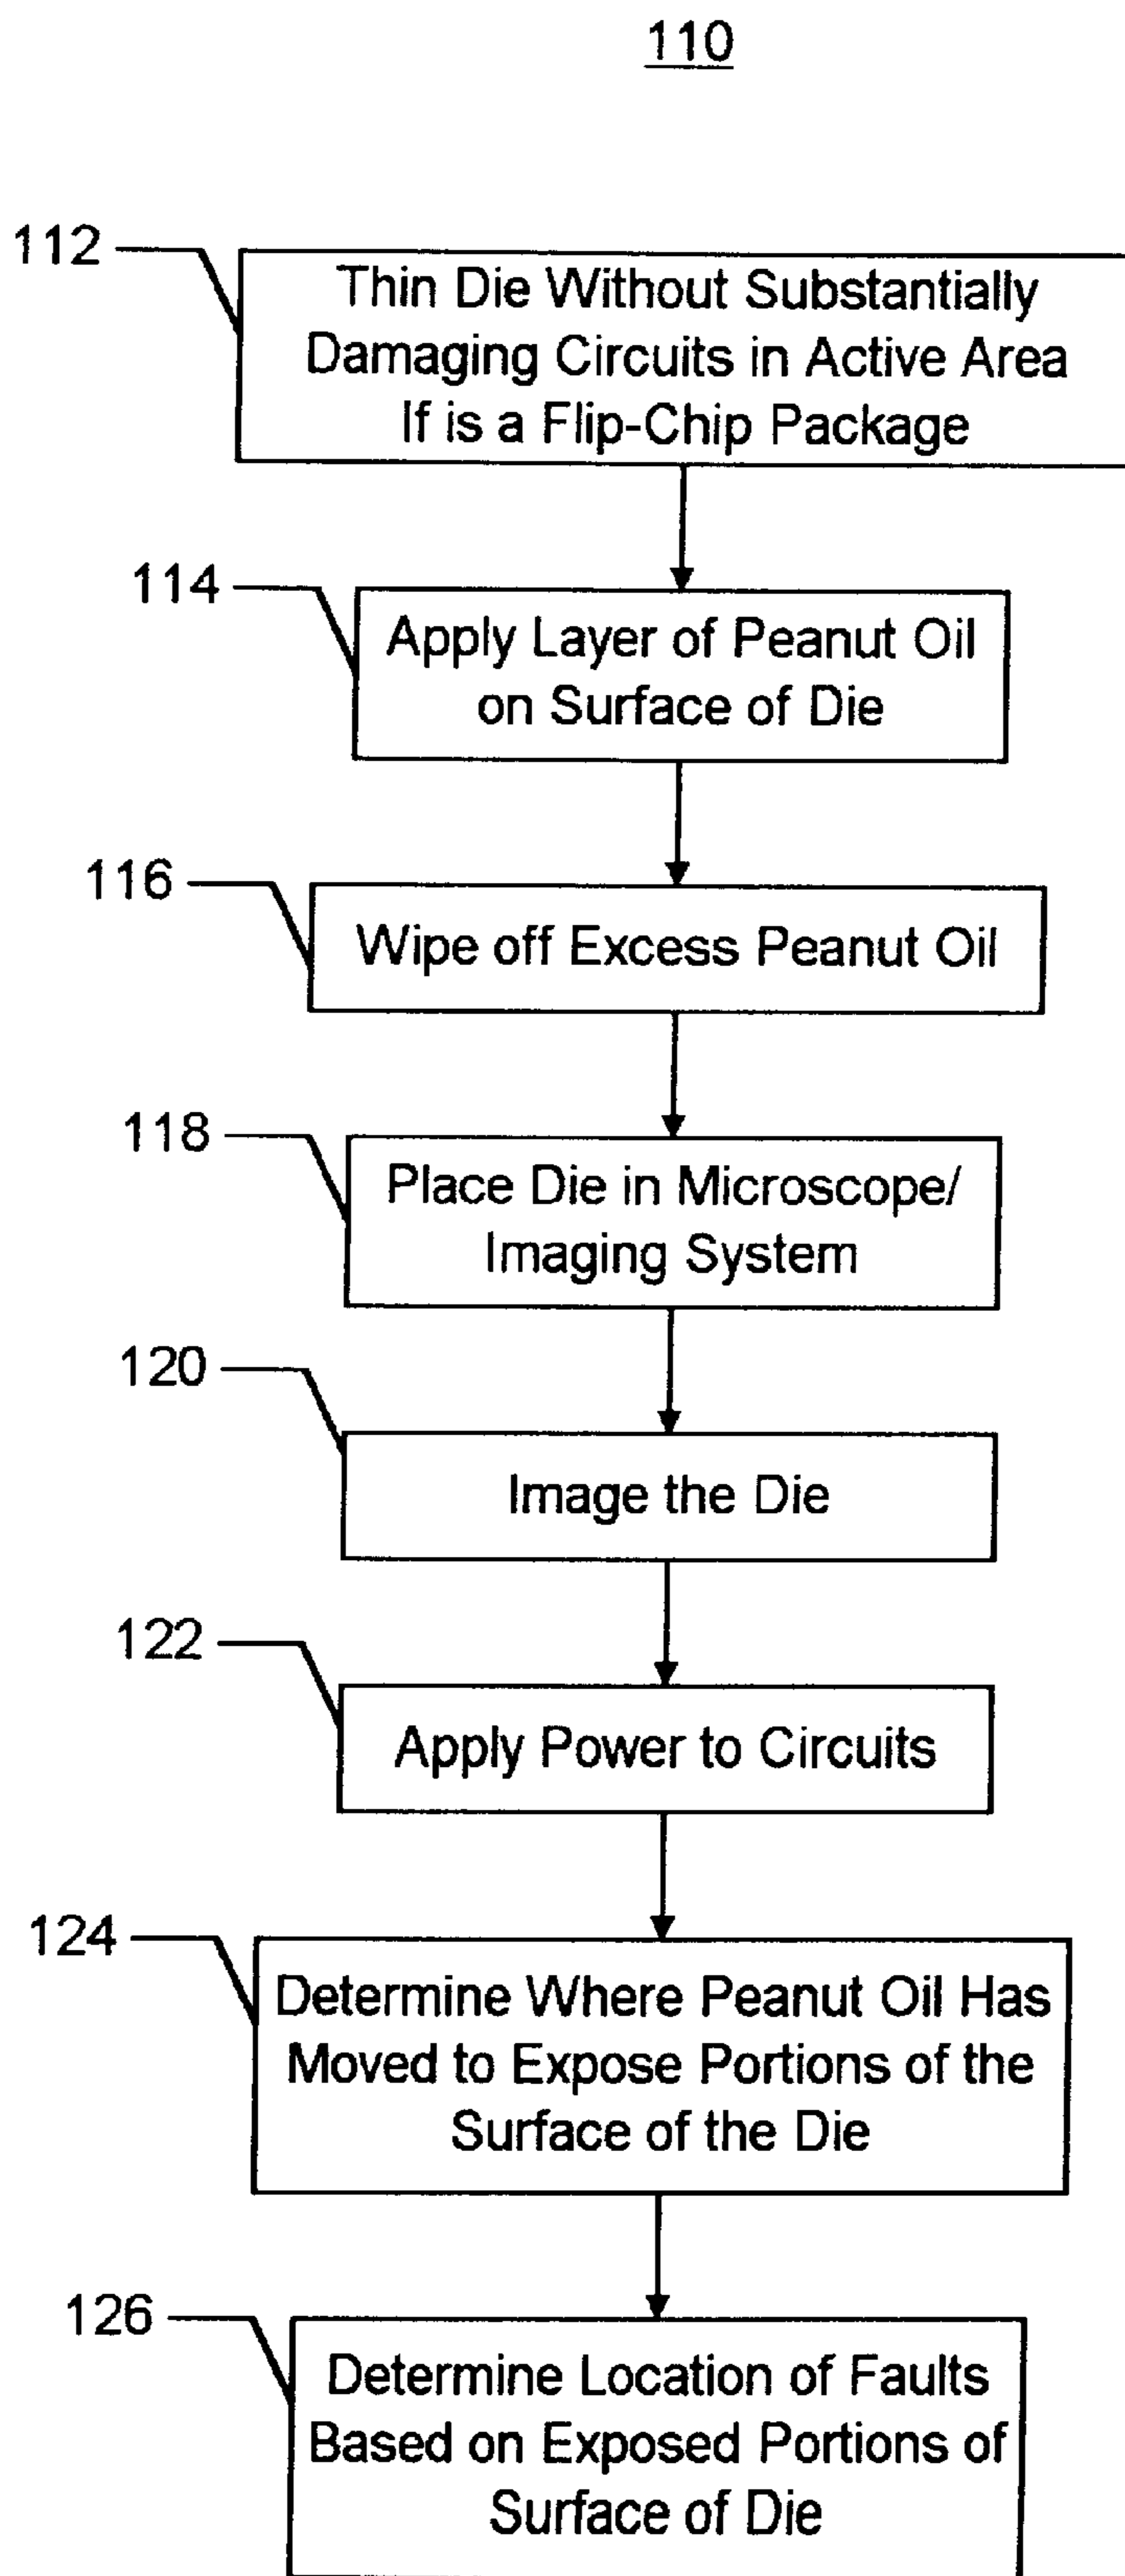 110
112
Thin Die Without Substantially
Damaging Circuits in Active Area
If is a Flip-Chip Package
114
Apply Layer of Peanut Oil
on Surface of Die
116
Wipe off Excess Peanut Oil
118
Place Die in Microscope/
Imaging System
120
Image the Die
122
Apply Power to Circuits
124
Determine Where Peanut Oil Has
Moved to Expose Portions of the
Surface of the Die
126
Determine Location of Faults
Based on Exposed Portions of
Surface of Die